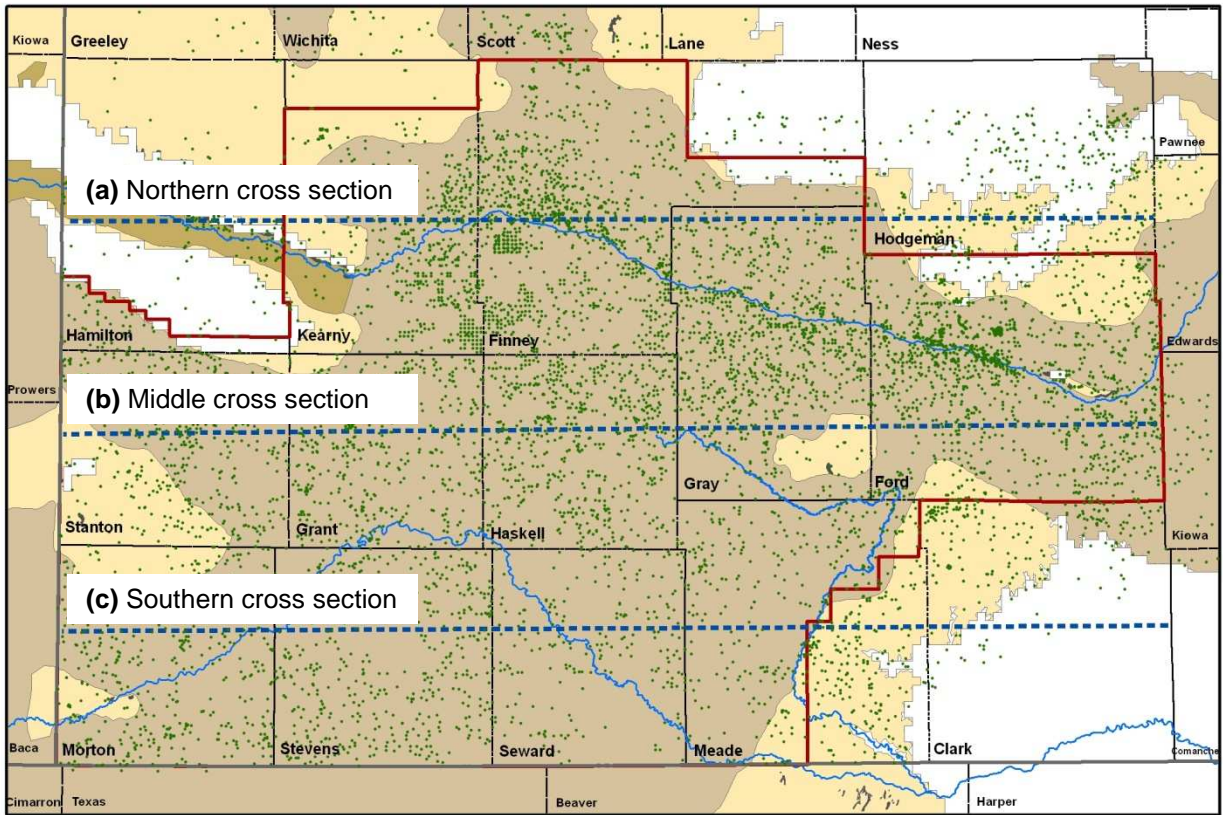 Kiowa
Greeley
Wichita
Scott
Lane
Ness
Pawnee
(a) Northern cross section
Hodgeman
Hamilton
Kearny
Finney
Edwards
Prowers
(b) Middle cross section
Gray
Ford
Stanton
Grant
Haskell
Kiowa
(c) Southern cross section
Baca
Morton
Stevens
Seward
Meade
Clark
Comanche
Cimarron
Texas
Beaver
Harper